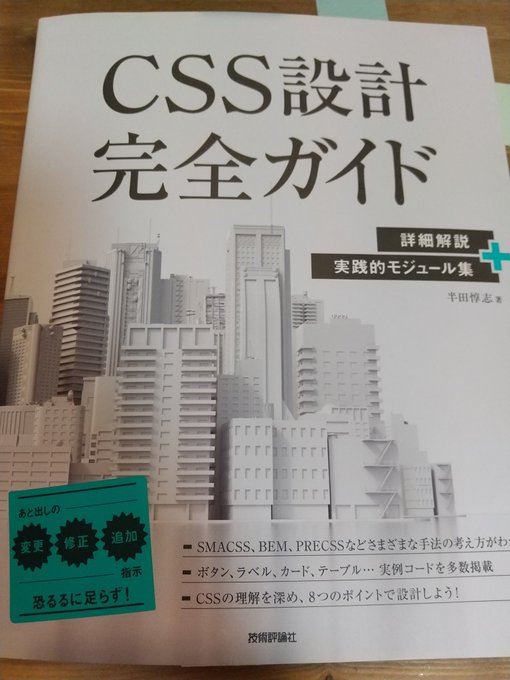 CSS設計
完全ガイド
詳細解説
+
実践的モジュール集
半田惇志 著
あと出しの
変更
修正
追加
指示
恐るるに足らず!
SMACSS、BEM、PRECSSなどさまざまな手法の考え方がわ
ボタン、ラベル、カード、テーブル… 実例コードを多数掲載
CSSの理解を深め、8つのポイントで設計しよう!
技術評論社